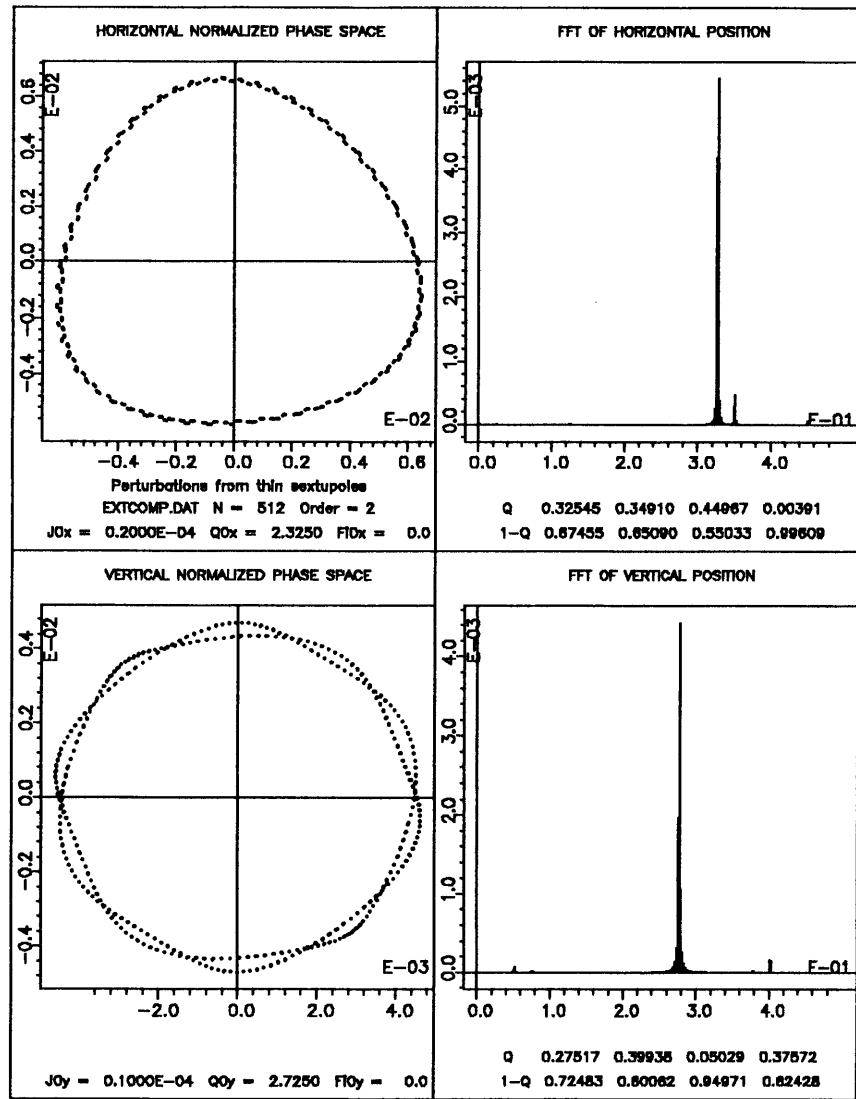 HORIZONTAL NORMALIZED PHASE SPACE
E-02
0.6
0.4
0.2
0.0
−0.2
−0.4
E-02
−0.4 −0.2 0.0 0.2 0.4 0.6
Perturbations from thin sextupoles
EXTCOMP.DAT N = 512 Order = 2
J0x = 0.2000E-04 Q0x = 2.3250 FI0x = 0.0
FFT OF HORIZONTAL POSITION
E-03
5.0
4.0
3.0
2.0
1.0
0.0
E-01
0.0 1.0 2.0 3.0 4.0
Q 0.32545 0.34910 0.44967 0.00391
1-Q 0.67455 0.65090 0.55033 0.99609
VERTICAL NORMALIZED PHASE SPACE
E-02
0.4
0.2
0.0
−0.2
−0.4
E-03
−2.0 0.0 2.0 4.0
J0y = 0.1000E-04 Q0y = 2.7250 FI0y = 0.0
FFT OF VERTICAL POSITION
E-03
4.0
3.0
2.0
1.0
0.0
E-01
0.0 1.0 2.0 3.0 4.0
Q 0.27517 0.39938 0.05029 0.37572
1-Q 0.72483 0.60062 0.94971 0.62428